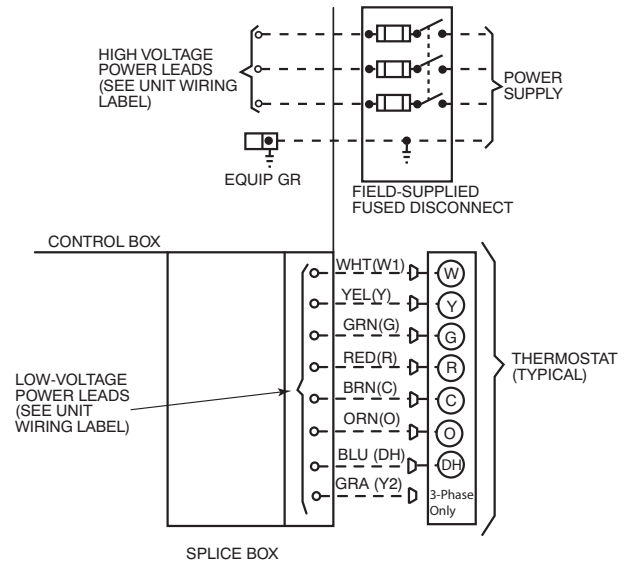 HIGH VOLTAGE
POWER LEADS
(SEE UNIT WIRING
LABEL)
POWER
SUPPLY
EQUIP GR
FIELD-SUPPLIED
FUSED DISCONNECT
CONTROL BOX
WHT(W1)
W
YEL(Y)
Y
GRN(G)
G
RED(R)
R
BRN(C)
C
ORN(O)
O
BLU (DH)
DH
GRA (Y2)
3-Phase
Only
THERMOSTAT
(TYPICAL)
LOW-VOLTAGE
POWER LEADS
(SEE UNIT
WIRING LABEL)
SPLICE BOX